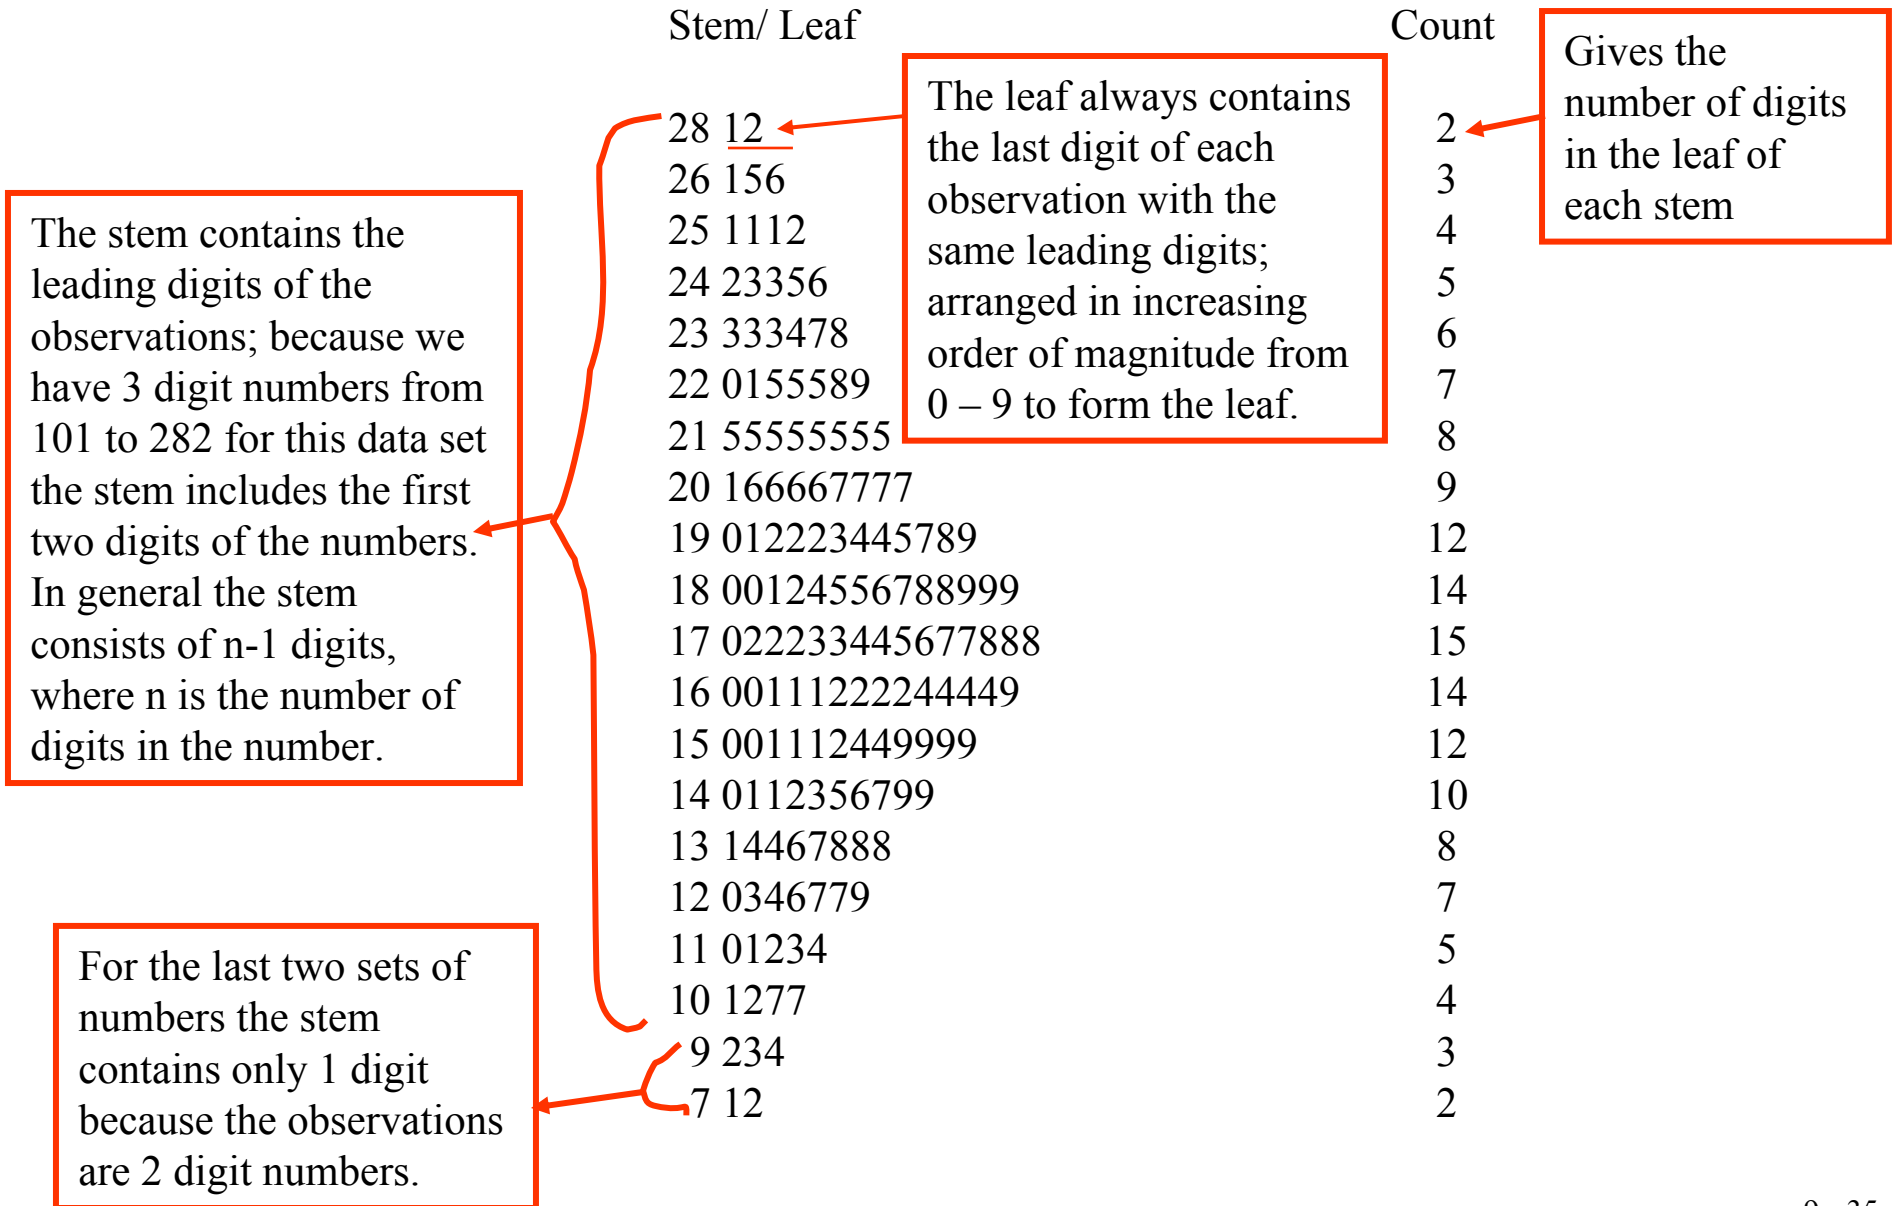 Stem/ Leaf Count
28 12 2
26 156 3
25 1112 4
24 23356 5
23 333478 6
22 0155589 7
21 55555555 8
20 166667777 9
19 012223445789 12
18 00124556788999 14
17 022233445677888 15
16 00111222244449 14
15 001112449999 12
14 0112356799 10
13 14467888 8
12 0346779 7
11 01234 5
10 1277 4
9 234 3
7 12 2
The leaf always contains
the last digit of each
observation with the
same leading digits;
arranged in increasing
order of magnitude from
0 – 9 to form the leaf.
Gives the
number of digits
in the leaf of
each stem
The stem contains the
leading digits of the
observations; because we
have 3 digit numbers from
101 to 282 for this data set
the stem includes the first
two digits of the numbers.
In general the stem
consists of n-1 digits,
where n is the number of
digits in the number.
For the last two sets of
numbers the stem
contains only 1 digit
because the observations
are 2 digit numbers.